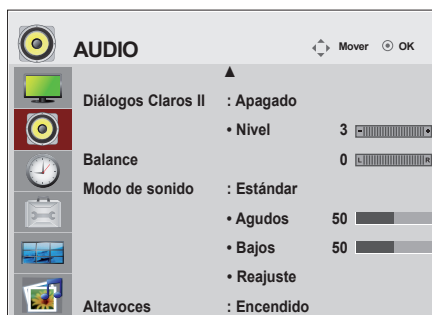 AUDIO Mover OK
▲
Diálogos Claros II : Apagado
• Nivel 3 - +
Balance 0 L R
Modo de sonido : Estándar
• Agudos 50
• Bajos 50
• Reajuste
Altavoces : Encendido